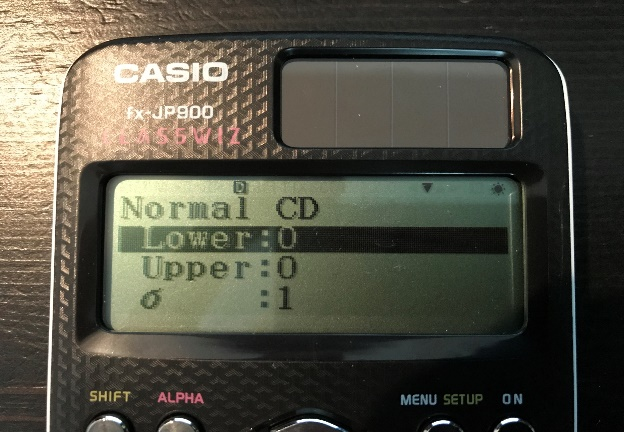 CASIO
fx-JP900
CLASSWIZ
D
Normal CD
Lower:0
Upper:0
σ :1
SHIFT ALPHA MENU SETUP ON